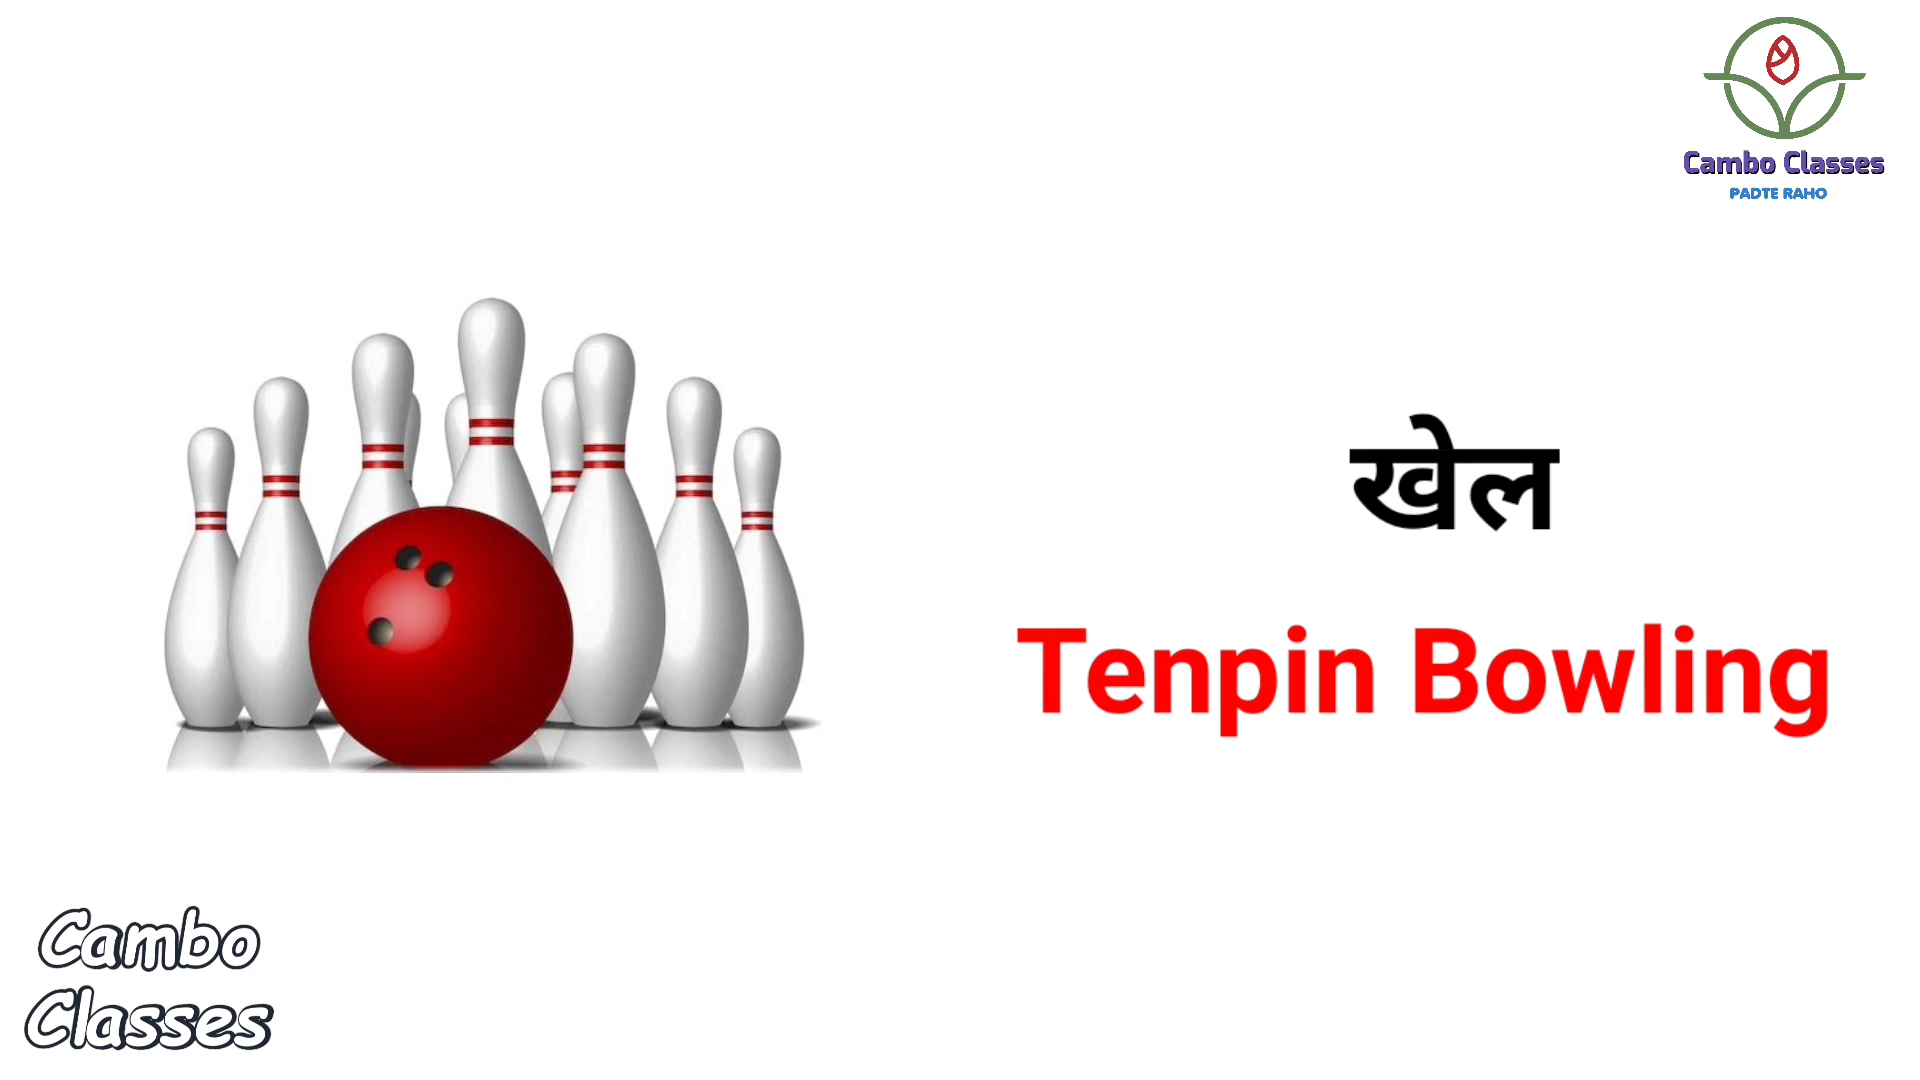 Cambo Classes
PADTE RAHO
खेल
Tenpin Bowling
Cambo
Classes